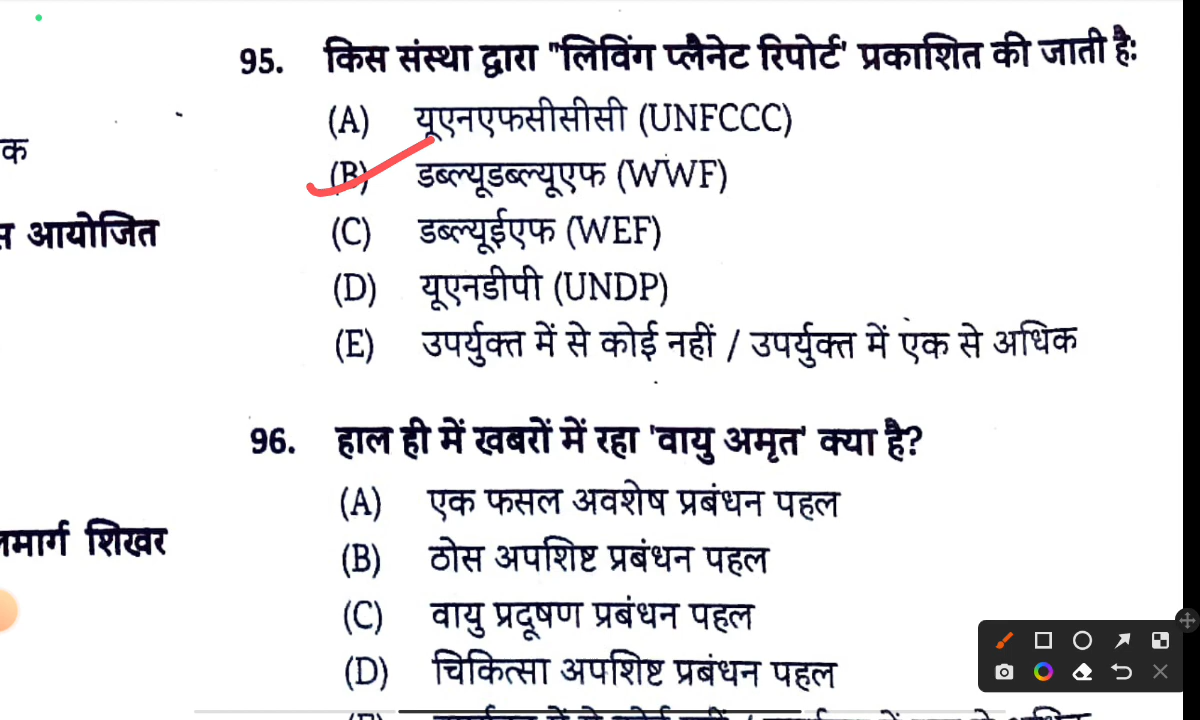 95. किस संस्था द्वारा "लिविंग प्लैनेट रिपोर्ट' प्रकाशित की जाती है:
(A) यूएनएफसीसीसी (UNFCCC)
(B) डब्ल्यूडब्ल्यूएफ (WWF)
(C) डब्ल्यूईएफ (WEF)
(D) यूएनडीपी (UNDP)
(E) उपर्युक्त में से कोई नहीं / उपर्युक्त में एक से अधिक
96. हाल ही में खबरों में रहा 'वायु अमृत' क्या है?
(A) एक फसल अवशेष प्रबंधन पहल
(B) ठोस अपशिष्ट प्रबंधन पहल
(C) वायु प्रदूषण प्रबंधन पहल
(D) चिकित्सा अपशिष्ट प्रबंधन पहल
क
आयोजित
शिखर